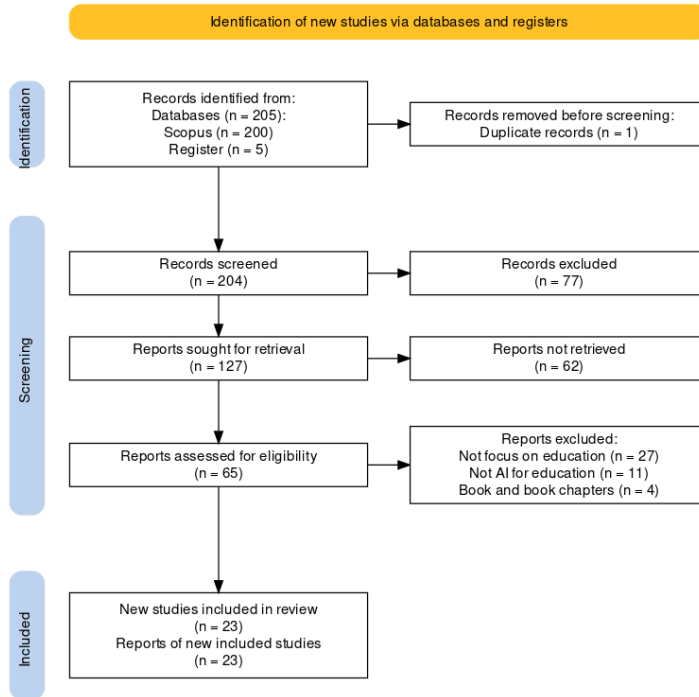 Identification of new studies via databases and registers
Identification
Records identified from:
Databases (n = 205):
Scopus (n = 200)
Register (n = 5)
Records removed before screening:
Duplicate records (n = 1)
Screening
Records screened
(n = 204)
Records excluded
(n = 77)
Reports sought for retrieval
(n = 127)
Reports not retrieved
(n = 62)
Reports assessed for eligibility
(n = 65)
Reports excluded:
Not focus on education (n = 27)
Not AI for education (n = 11)
Book and book chapters (n = 4)
Included
New studies included in review
(n = 23)
Reports of new included studies
(n = 23)